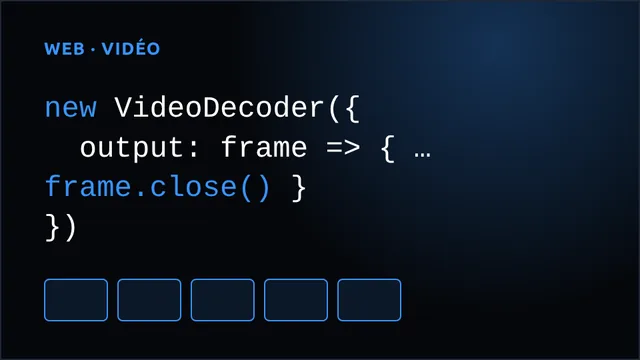 WEB · VIDÉO
new VideoDecoder({
  output: frame => { …
frame.close() }
})